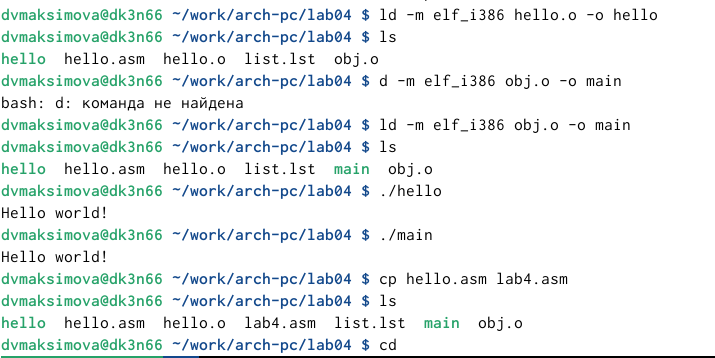 dvmaksimova@dk3n66 ~/work/arch-pc/lab04 $ ld -m elf_i386 hello.o -o hello
dvmaksimova@dk3n66 ~/work/arch-pc/lab04 $ ls
hello  hello.asm  hello.o  list.lst  obj.o
dvmaksimova@dk3n66 ~/work/arch-pc/lab04 $ d -m elf_i386 obj.o -o main
bash: d: команда не найдена
dvmaksimova@dk3n66 ~/work/arch-pc/lab04 $ ld -m elf_i386 obj.o -o main
dvmaksimova@dk3n66 ~/work/arch-pc/lab04 $ ls
hello  hello.asm  hello.o  list.lst  main  obj.o
dvmaksimova@dk3n66 ~/work/arch-pc/lab04 $ ./hello
Hello world!
dvmaksimova@dk3n66 ~/work/arch-pc/lab04 $ ./main
Hello world!
dvmaksimova@dk3n66 ~/work/arch-pc/lab04 $ cp hello.asm lab4.asm
dvmaksimova@dk3n66 ~/work/arch-pc/lab04 $ ls
hello  hello.asm  hello.o  lab4.asm  list.lst  main  obj.o
dvmaksimova@dk3n66 ~/work/arch-pc/lab04 $ cd